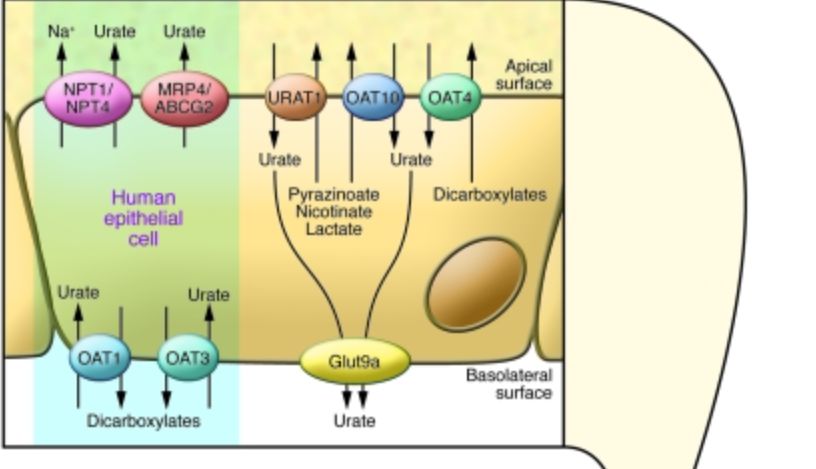 Na⁺ Urate Urate
Apical
surface
NPT1/
NPT4
MRP4/
ABCG2
URAT1
OAT10
OAT4
Urate
Urate
Pyrazinoate
Nicotinate
Lactate
Dicarboxylates
Human
epithelial
cell
Urate
Urate
OAT1
OAT3
Glut9a
Basolateral
surface
Dicarboxylates
Urate